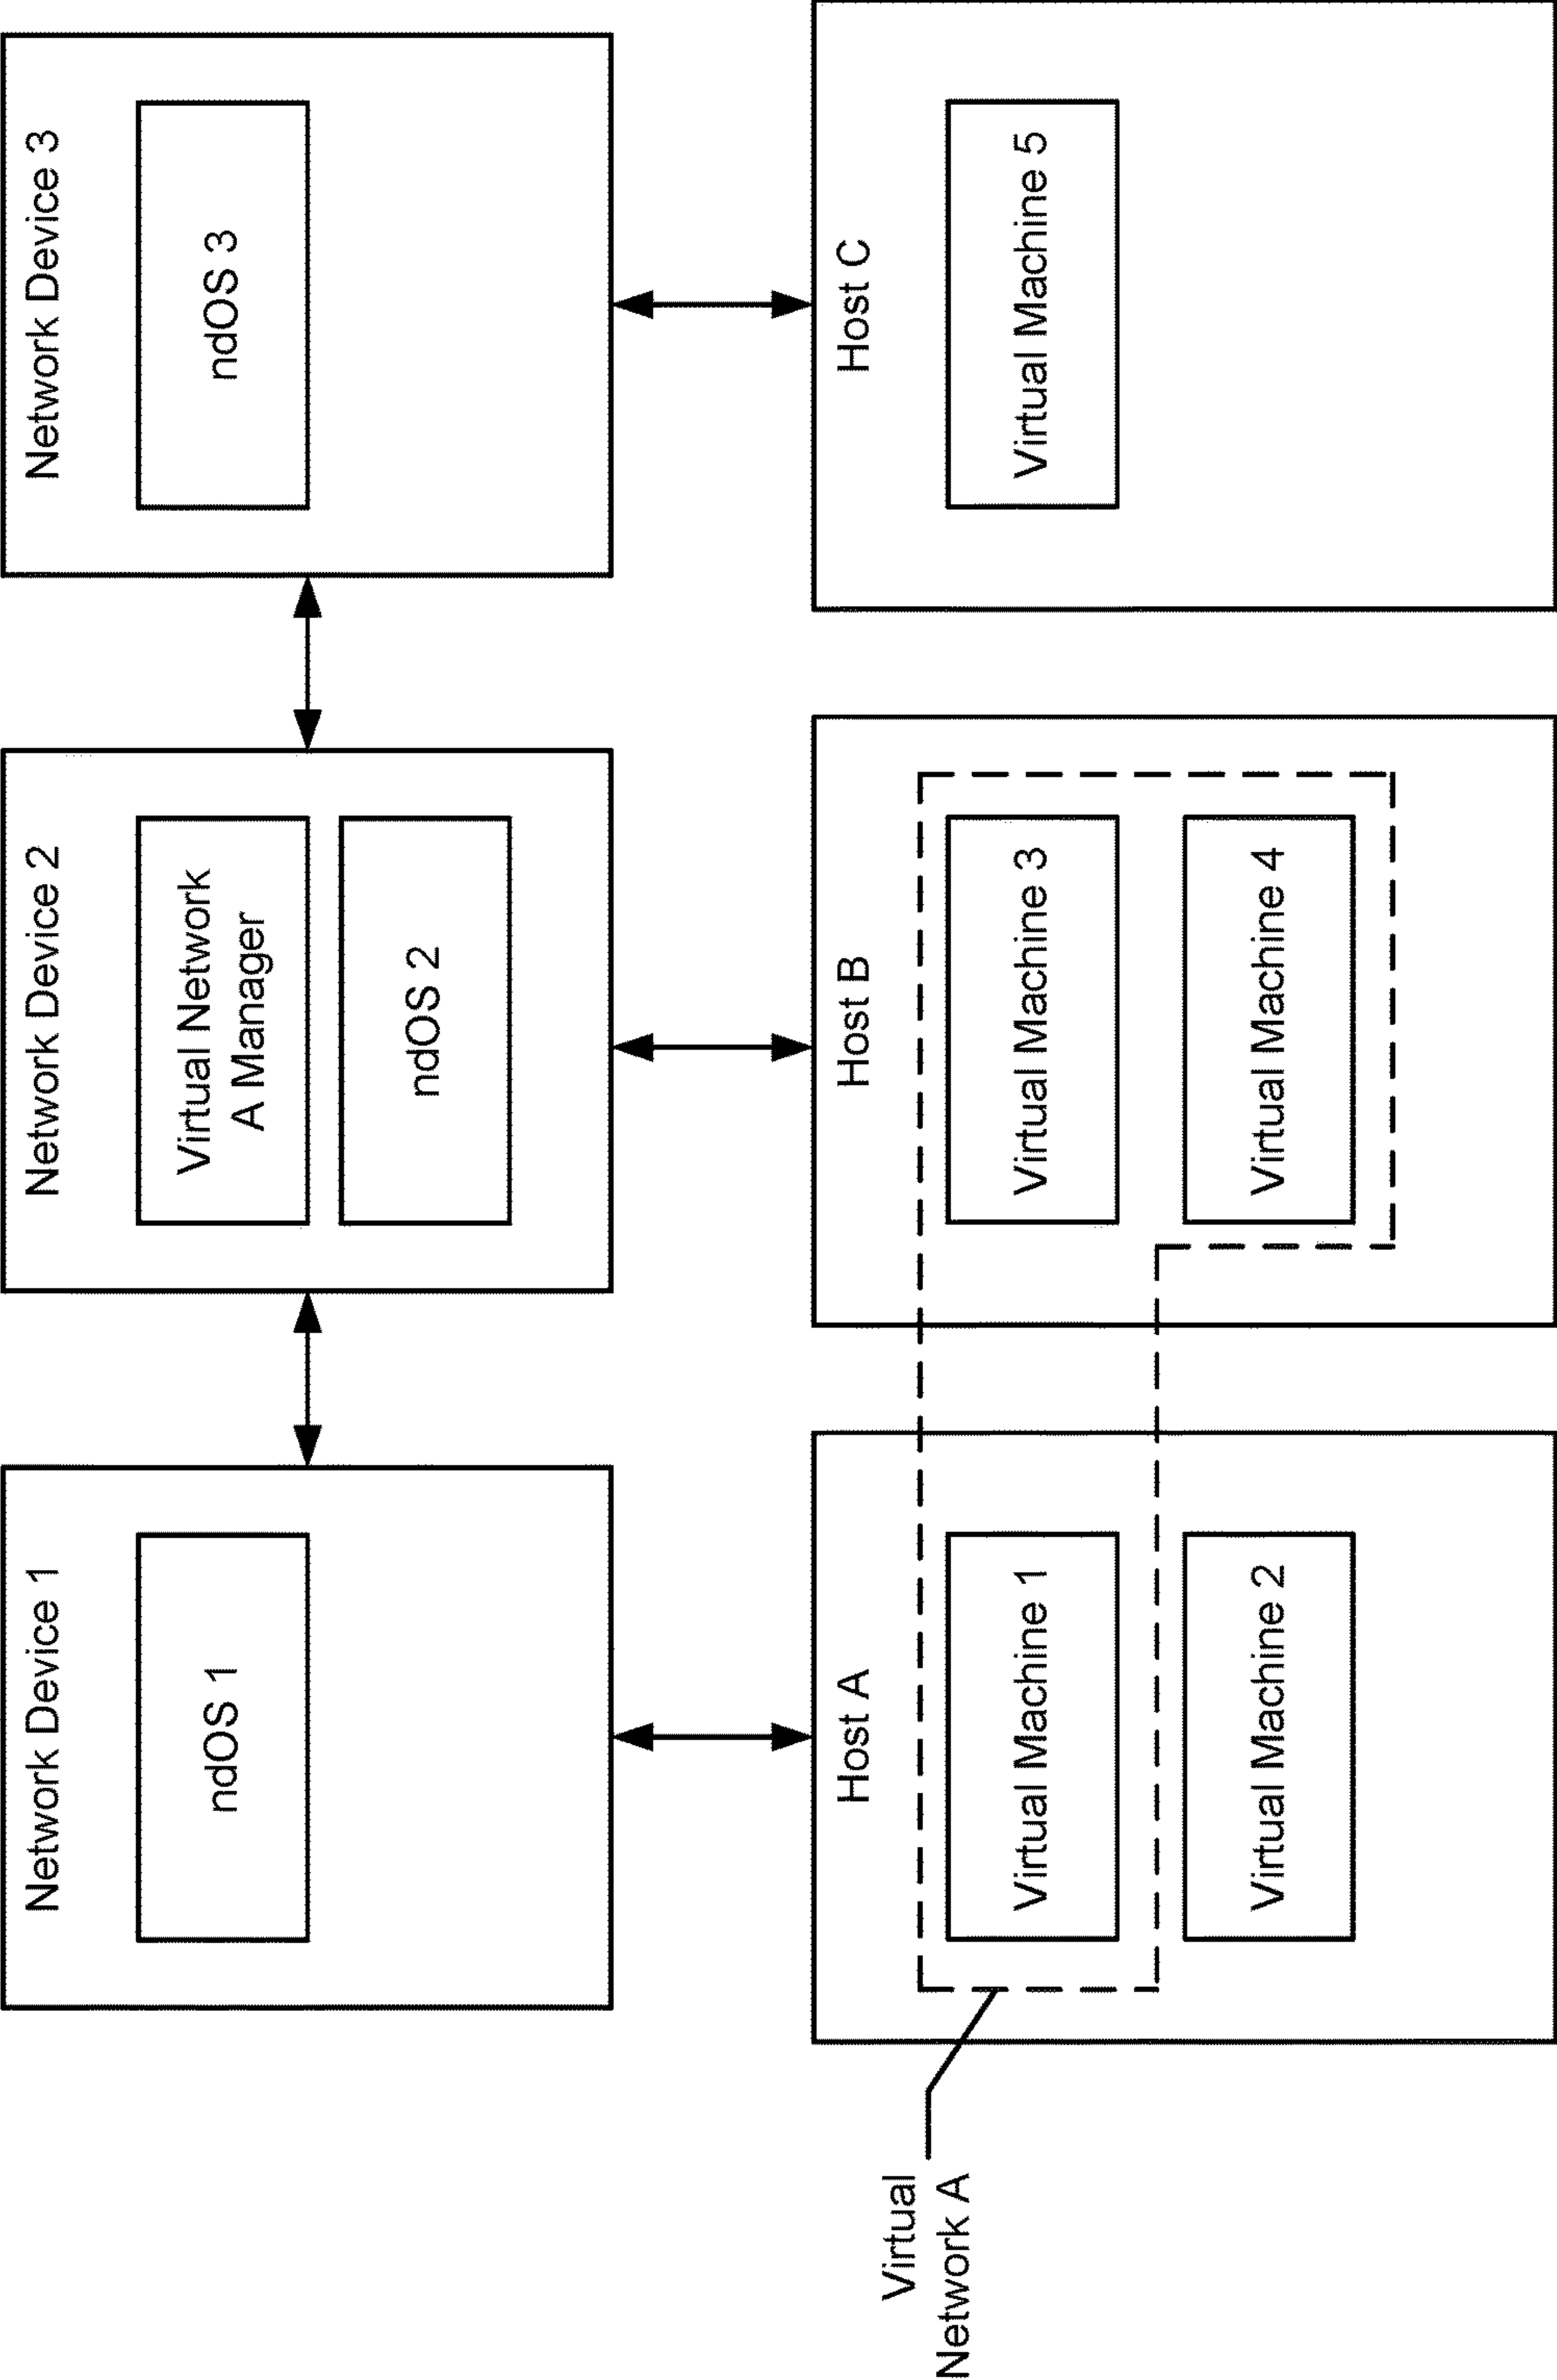 Network Device 1
ndOS 1
Network Device 2
Virtual Network
A Manager
ndOS 2
Network Device 3
ndOS 3
Host A
Virtual Machine 1
Virtual Machine 2
Host B
Virtual Machine 3
Virtual Machine 4
Host C
Virtual Machine 5
Virtual
Network A